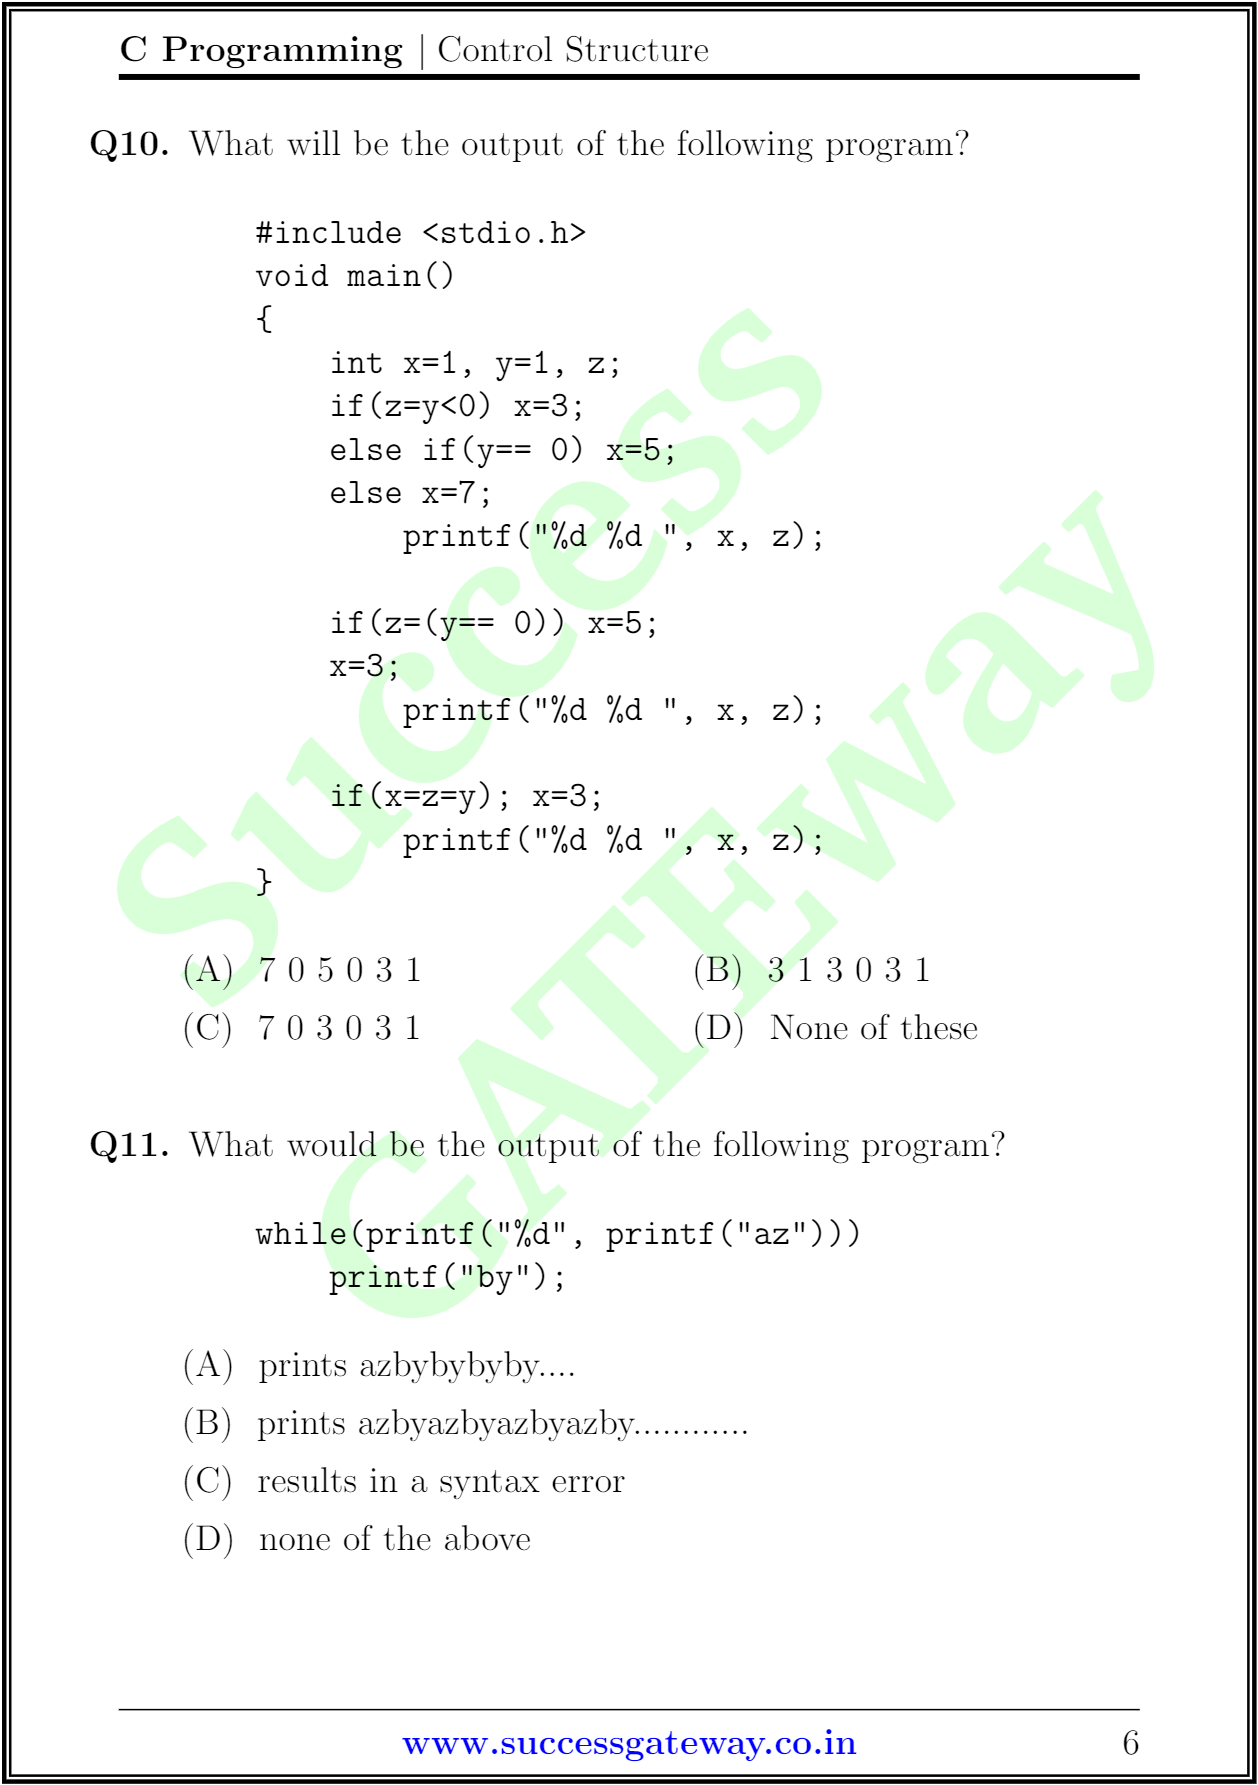 C Programming | Control Structure
Q10. What will be the output of the following program?
#include <stdio.h>
void main()
{
    int x=1, y=1, z;
    if(z=y<0) x=3;
    else if(y== 0) x=5;
    else x=7;
        printf("%d %d ", x, z);
    if(z=(y== 0)) x=5;
    x=3;
        printf("%d %d ", x, z);
    if(x=z=y); x=3;
        printf("%d %d ", x, z);
}
(A) 7 0 5 0 3 1 (B) 3 1 3 0 3 1
(C) 7 0 3 0 3 1 (D) None of these
Q11. What would be the output of the following program?
while(printf("%d", printf("az")))
    printf("by");
(A) prints azbybybyby....
(B) prints azbyazbyazbyazby............
(C) results in a syntax error
(D) none of the above
www.successgateway.co.in 6
Success
GATEway